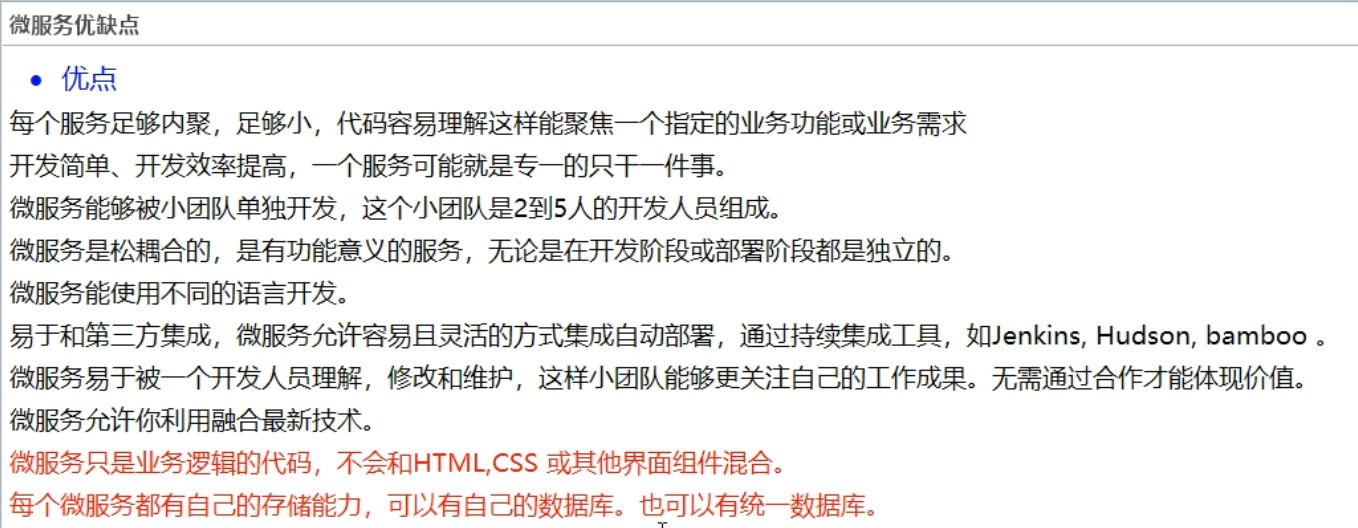 微服务优缺点
• 优点
每个服务足够内聚，足够小，代码容易理解这样能聚焦一个指定的业务功能或业务需求
开发简单、开发效率提高，一个服务可能就是专一的只干一件事。
微服务能够被小团队单独开发，这个小团队是2到5人的开发人员组成。
微服务是松耦合的，是有功能意义的服务，无论是在开发阶段或部署阶段都是独立的。
微服务能使用不同的语言开发。
易于和第三方集成，微服务允许容易且灵活的方式集成自动部署，通过持续集成工具，如Jenkins, Hudson, bamboo 。
微服务易于被一个开发人员理解，修改和维护，这样小团队能够更关注自己的工作成果。无需通过合作才能体现价值。
微服务允许你利用融合最新技术。
微服务只是业务逻辑的代码，不会和HTML,CSS 或其他界面组件混合。
每个微服务都有自己的存储能力，可以有自己的数据库。也可以有统一数据库。